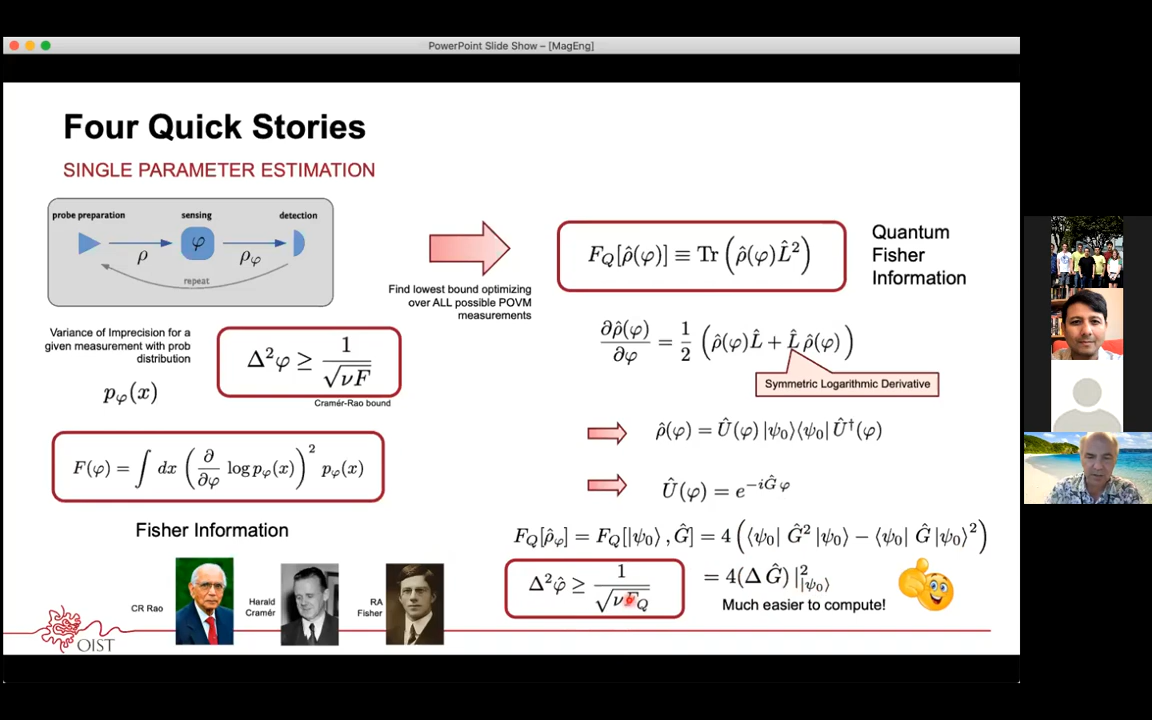 PowerPoint Slide Show – [MagEng]
Four Quick Stories
SINGLE PARAMETER ESTIMATION
probe preparation
sensing
detection
ρ
φ
ρ_φ
repeat
Variance of Imprecision for a
given measurement with prob
distribution
p_φ(x)
Δ²φ ≥ 1/√(νF)
Cramér-Rao bound
F(φ) = ∫ dx (∂/∂φ log p_φ(x))² p_φ(x)
Fisher Information
CR Rao
Harald
Cramér
RA
Fisher
OIST
Find lowest bound optimizing
over ALL possible POVM
measurements
F_Q[ρ̂(φ)] ≡ Tr (ρ̂(φ)L̂²)
Quantum
Fisher
Information
∂ρ̂(φ)/∂φ = 1/2 (ρ̂(φ)L̂ + L̂ρ̂(φ))
Symmetric Logarithmic Derivative
ρ̂(φ) = Û(φ) |ψ₀⟩⟨ψ₀| Û†(φ)
Û(φ) = e^{−iĜφ}
F_Q[ρ̂_φ] = F_Q[|ψ₀⟩, Ĝ] = 4 (⟨ψ₀| Ĝ² |ψ₀⟩ − ⟨ψ₀| Ĝ |ψ₀⟩²)
Δ²φ̂ ≥ 1/√(νF_Q)
= 4(Δ Ĝ)|²_{|ψ₀⟩}
Much easier to compute!